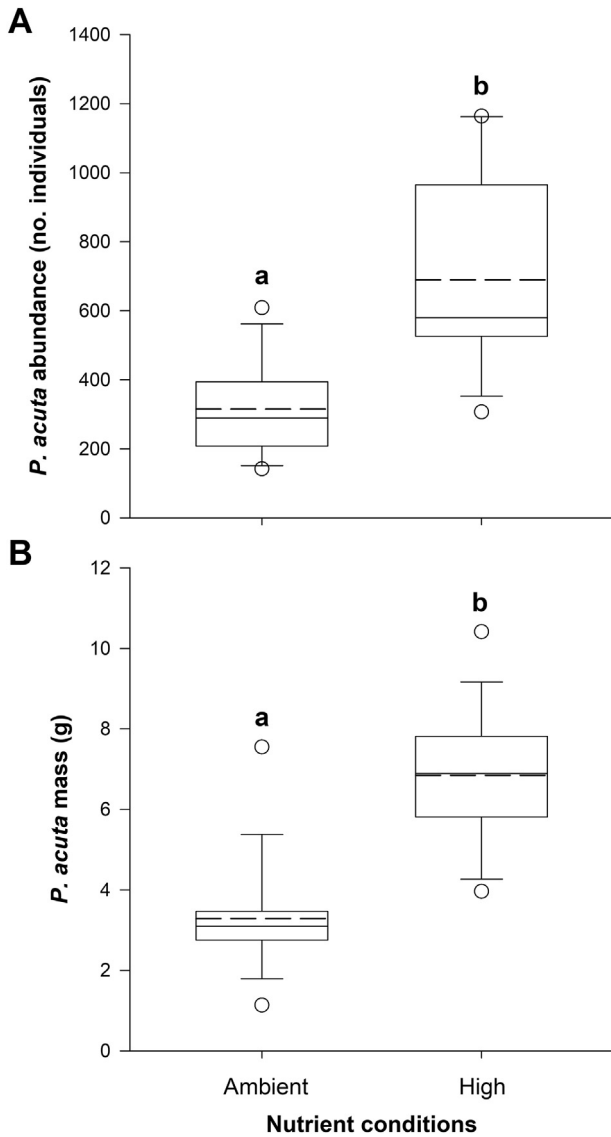 A
P. acuta abundance (no. individuals)
1400
1200
1000
800
600
400
200
0
a
b
B
P. acuta mass (g)
12
10
8
6
4
2
0
a
b
Ambient
High
Nutrient conditions